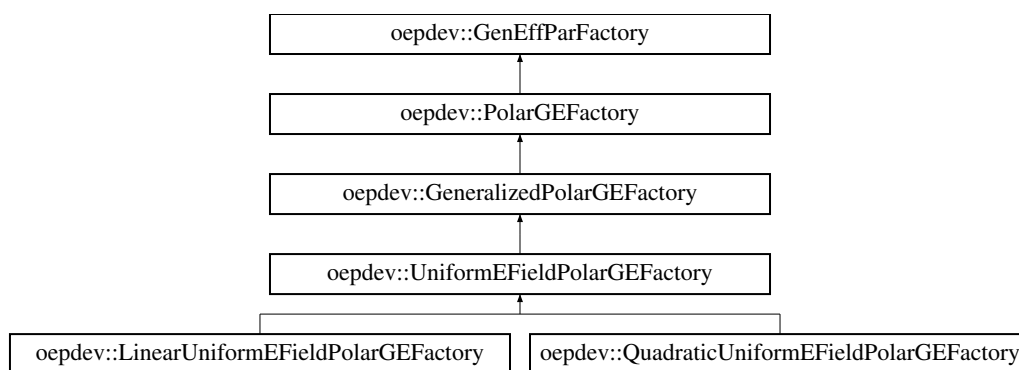 oepdev::GenEffParFactory
oepdev::PolarGEFactory
oepdev::GeneralizedPolarGEFactory
oepdev::UniformEFieldPolarGEFactory
oepdev::LinearUniformEFieldPolarGEFactory
oepdev::QuadraticUniformEFieldPolarGEFactory